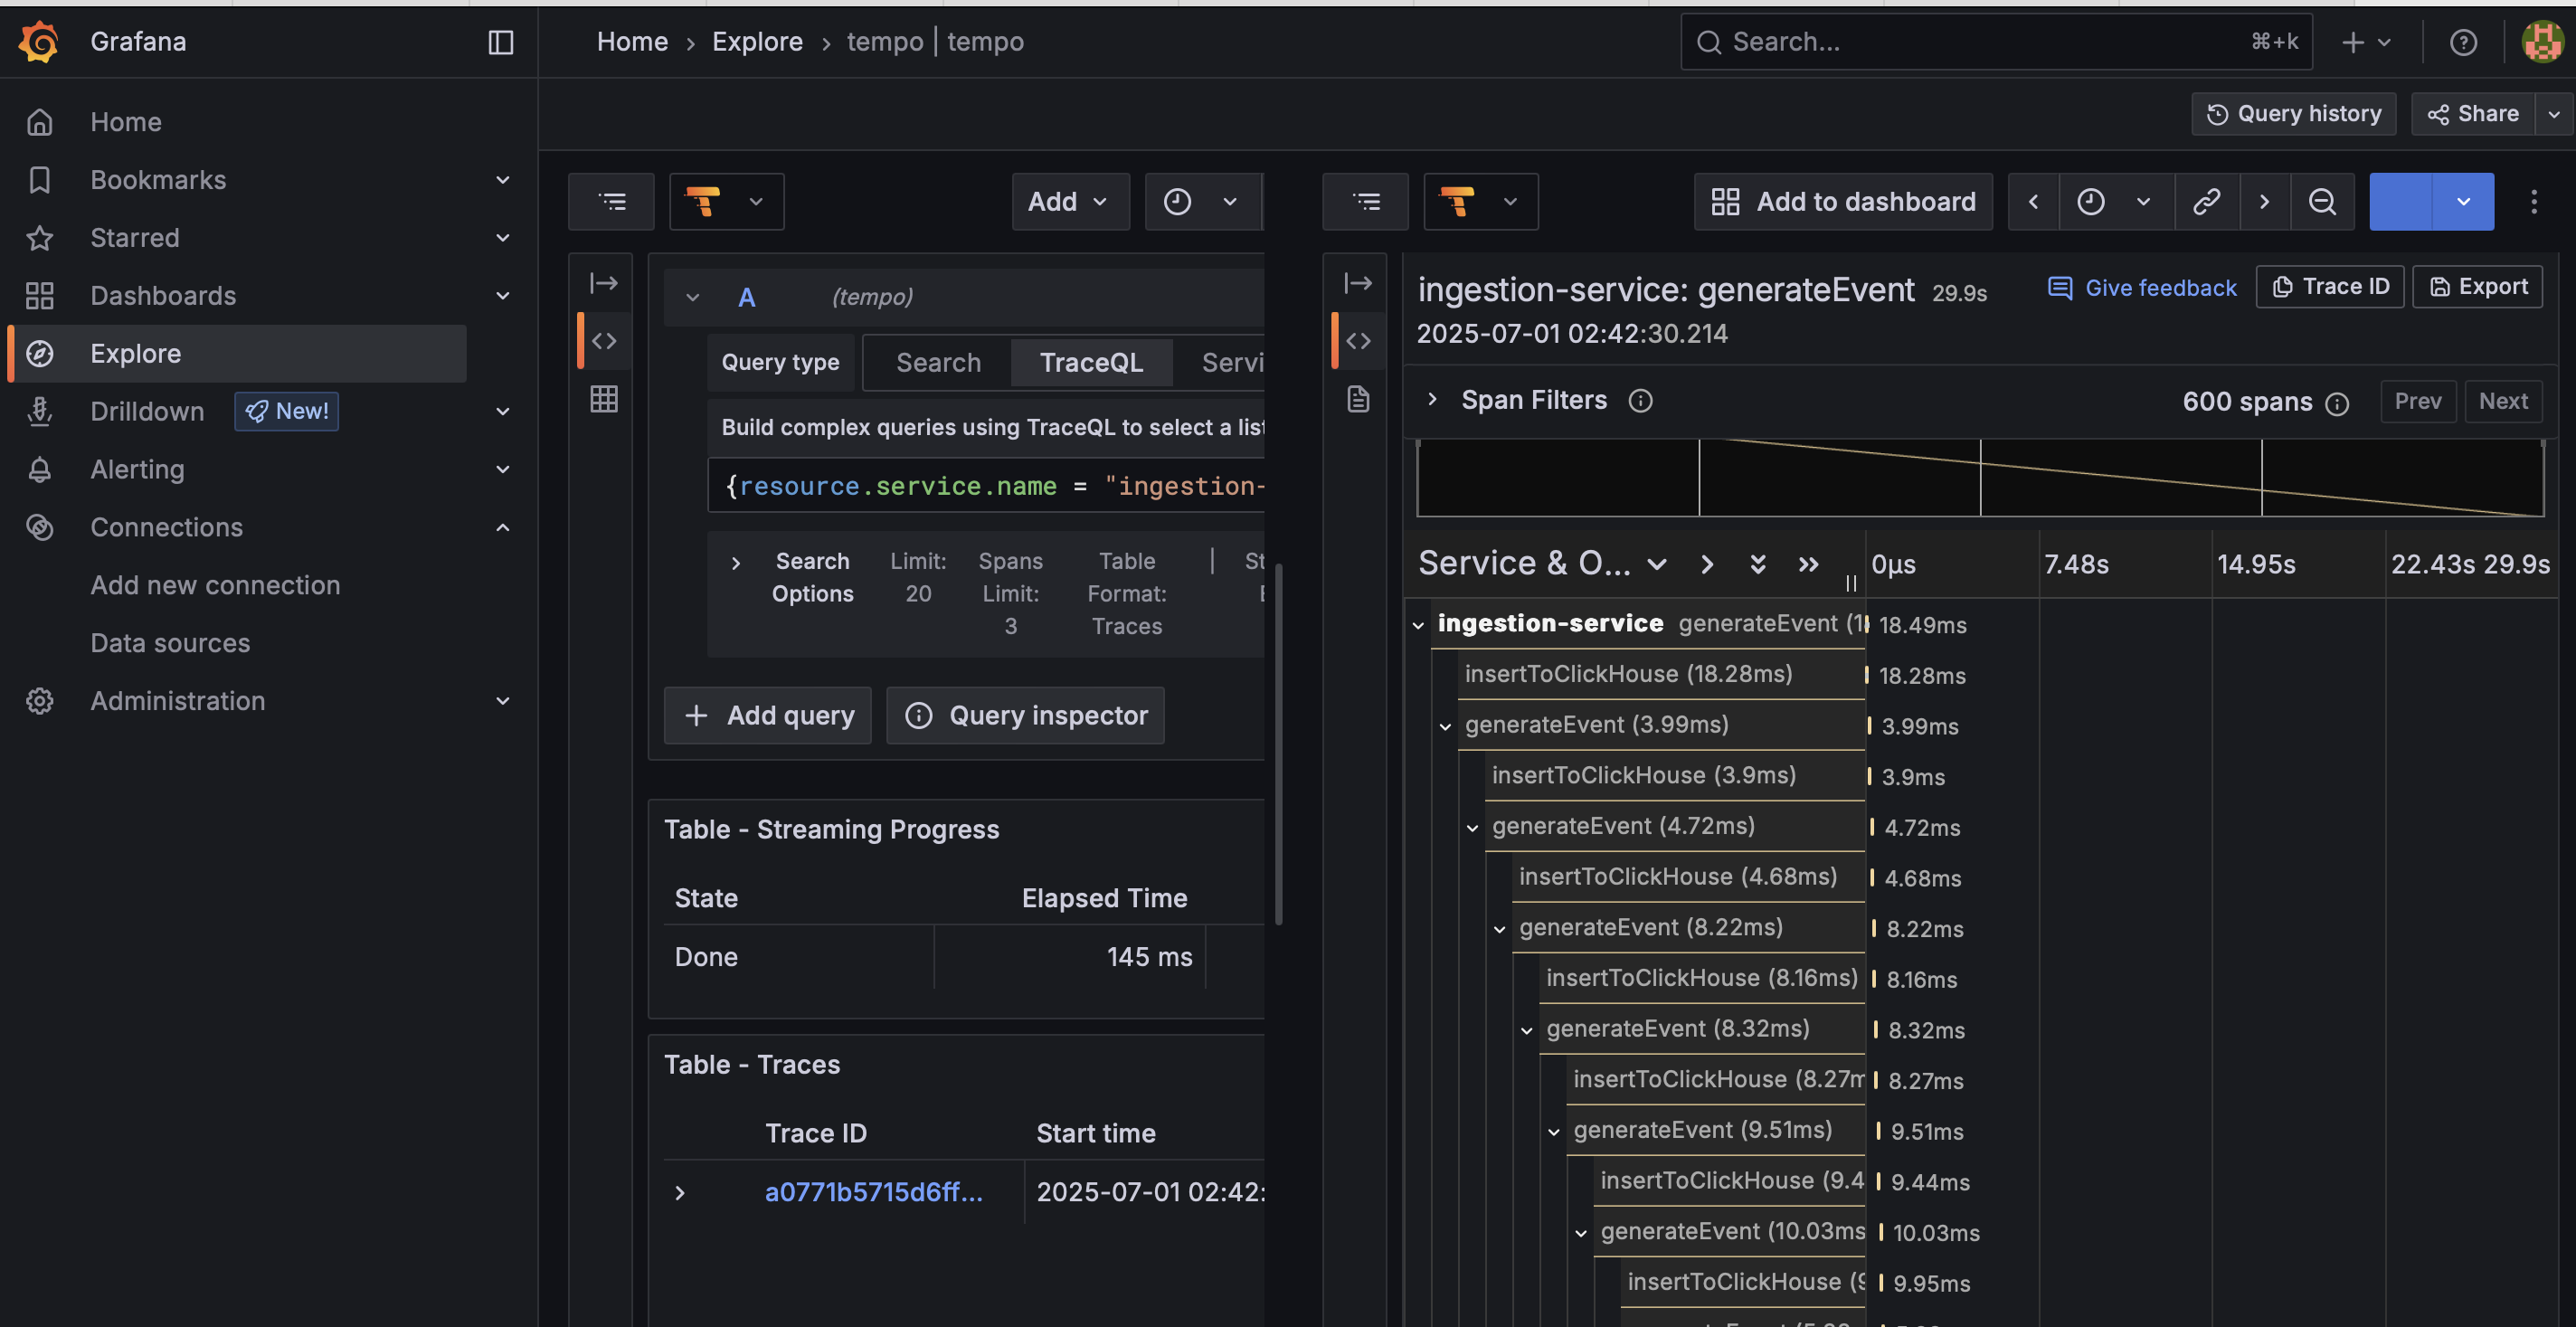 Grafana
Home › Explore › tempo | tempo
Search...
⌘+k
Query history
Share
Home
Bookmarks
Starred
Dashboards
Explore
Drilldown
New!
Alerting
Connections
Add new connection
Data sources
Administration
Add
A
(tempo)
Query type
Search
TraceQL
Servi
Build complex queries using TraceQL to select a list
{resource.service.name = "ingestion-
Search Options
Limit: 20
Spans Limit: 3
Table Format: Traces
|
St
Add query
Query inspector
Table - Streaming Progress
State
Elapsed Time
Done
145 ms
Table - Traces
Trace ID
Start time
a0771b5715d6ff...
2025-07-01 02:42:
Add to dashboard
ingestion-service: generateEvent 29.9s
Give feedback
Trace ID
Export
2025-07-01 02:42:30.214
Span Filters
600 spans
Prev
Next
Service & O...
0µs
7.48s
14.95s
22.43s
29.9s
ingestion-service generateEvent (1 18.49ms
insertToClickHouse (18.28ms) 18.28ms
generateEvent (3.99ms) 3.99ms
insertToClickHouse (3.9ms) 3.9ms
generateEvent (4.72ms) 4.72ms
insertToClickHouse (4.68ms) 4.68ms
generateEvent (8.22ms) 8.22ms
insertToClickHouse (8.16ms) 8.16ms
generateEvent (8.32ms) 8.32ms
insertToClickHouse (8.27m 8.27ms
generateEvent (9.51ms) 9.51ms
insertToClickHouse (9.4 9.44ms
generateEvent (10.03ms 10.03ms
insertToClickHouse (9 9.95ms